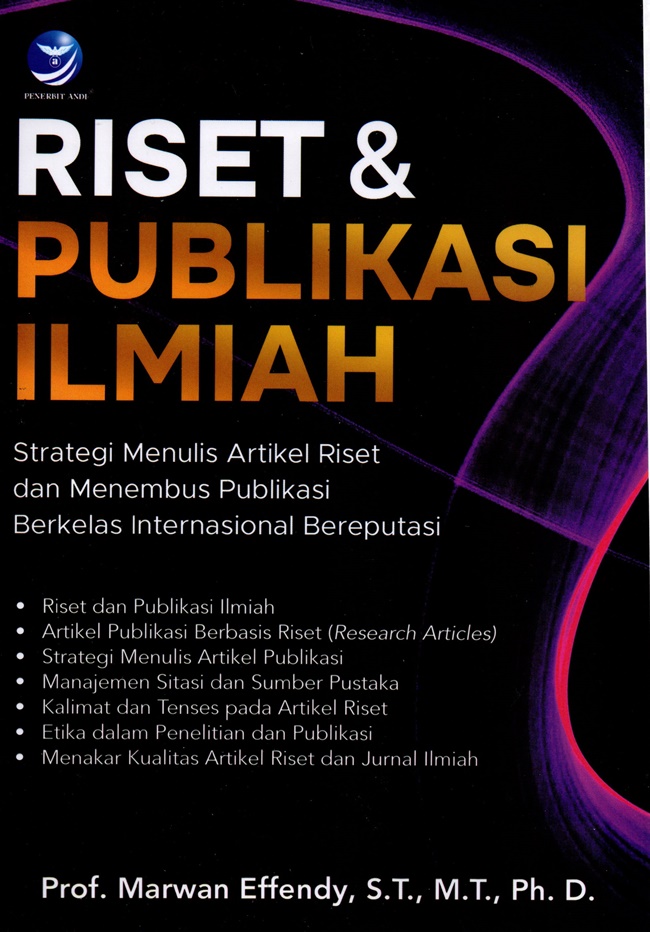 PENERBIT ANDI
RISET &
PUBLIKASI
ILMIAH
Strategi Menulis Artikel Riset
dan Menembus Publikasi
Berkelas Internasional Bereputasi
• Riset dan Publikasi Ilmiah
• Artikel Publikasi Berbasis Riset (Research Articles)
• Strategi Menulis Artikel Publikasi
• Manajemen Sitasi dan Sumber Pustaka
• Kalimat dan Tenses pada Artikel Riset
• Etika dalam Penelitian dan Publikasi
• Menakar Kualitas Artikel Riset dan Jurnal Ilmiah
Prof. Marwan Effendy, S.T., M.T., Ph. D.